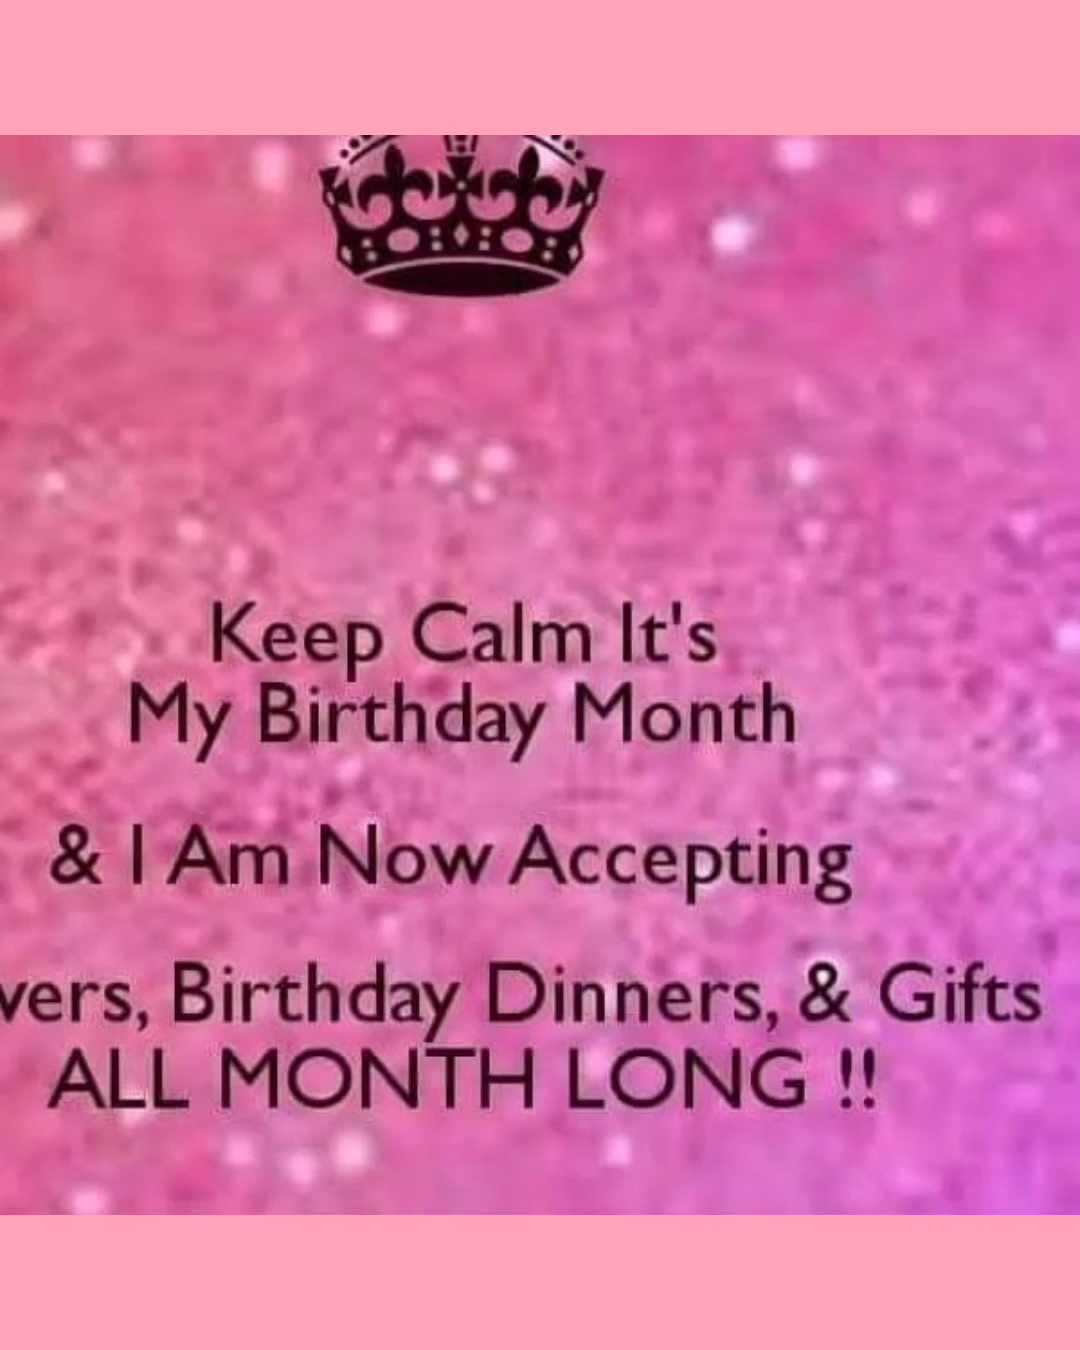 Keep Calm It's
My Birthday Month
& I Am Now Accepting
Birthday Dinners, & Gifts
ALL MONTH LONG !!